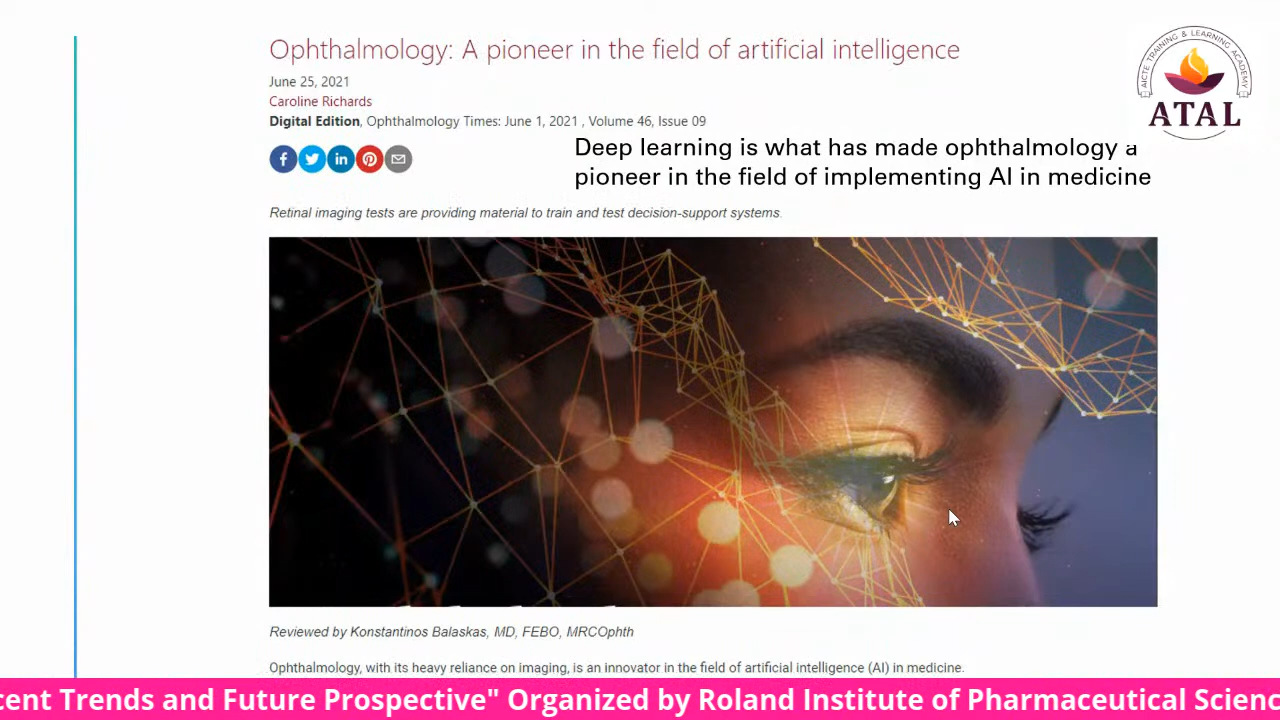 Ophthalmology: A pioneer in the field of artificial intelligence
June 25, 2021
Caroline Richards
Digital Edition, Ophthalmology Times: June 1, 2021 , Volume 46, Issue 09
Deep learning is what has made ophthalmology a
pioneer in the field of implementing AI in medicine
Retinal imaging tests are providing material to train and test decision-support systems.
AICTE TRAINING & LEARNING ACADEMY
ATAL
Reviewed by Konstantinos Balaskas, MD, FEBO, MRCOphth
Ophthalmology, with its heavy reliance on imaging, is an innovator in the field of artificial intelligence (AI) in medicine.
Trends and Future Prospective" Organized by Roland Institute of Pharmaceutical